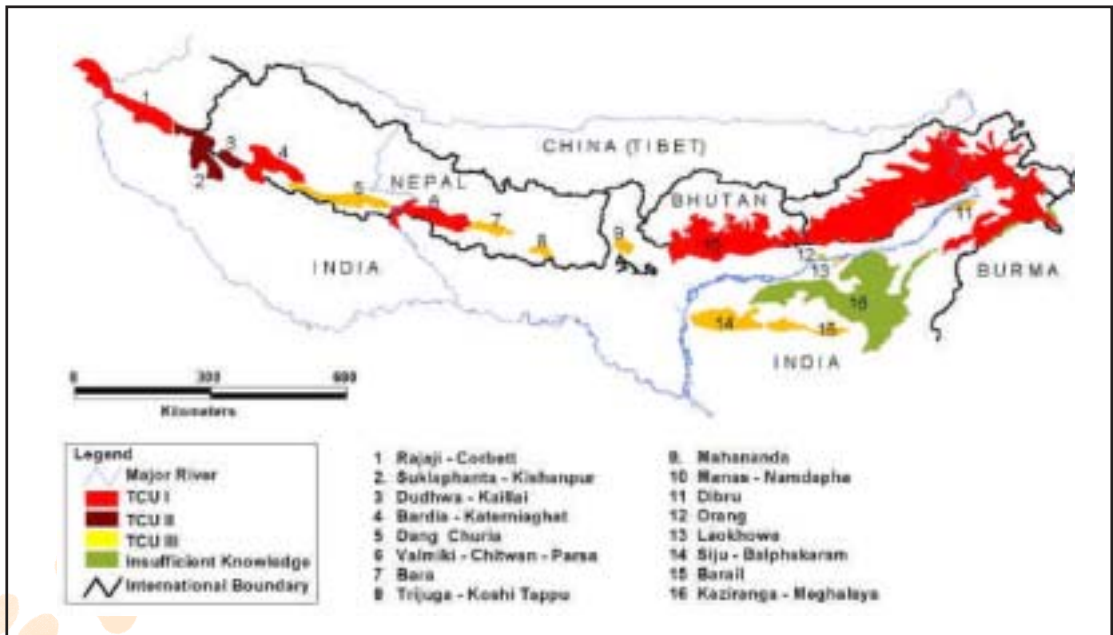 1
2
3
4
5
6
7
8
9
10
11
12
13
14
15
16
CHINA (TIBET)
NEPAL
BHUTAN
INDIA
BURMA
INDIA
0 300 600
Kilometers
Legend
Major River
TCU I
TCU II
TCU III
Insufficient Knowledge
International Boundary
1 Rajaji - Corbett
2. Suklaphanta - Kishanpur
3 Dudhwa - Kaillai
4 Bardia - Katerniaghat
5 Dang Churia
6 Valmiki - Chitwan - Parsa
7 Bara
8 Trijuga - Koshi Tappu
9. Mahananda
10 Manas - Namdapha
11 Dibru
12 Orang
13 Laokhowa
14 Siju - Balphakram
15 Barail
16 Kaziranga - Meghalaya